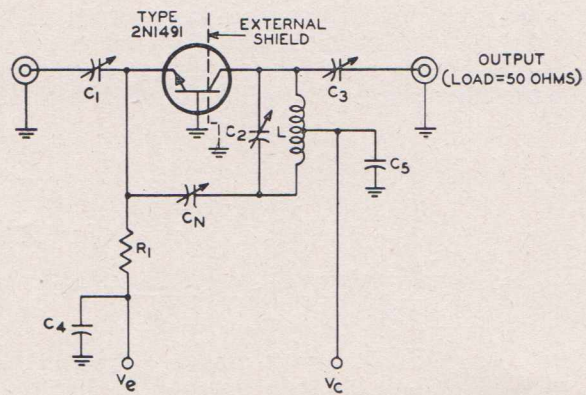 TYPE
2N1491
EXTERNAL
SHIELD
OUTPUT
(LOAD=50 OHMS)
C1
C3
C2
L
C5
CN
R1
C4
Ve
Vc